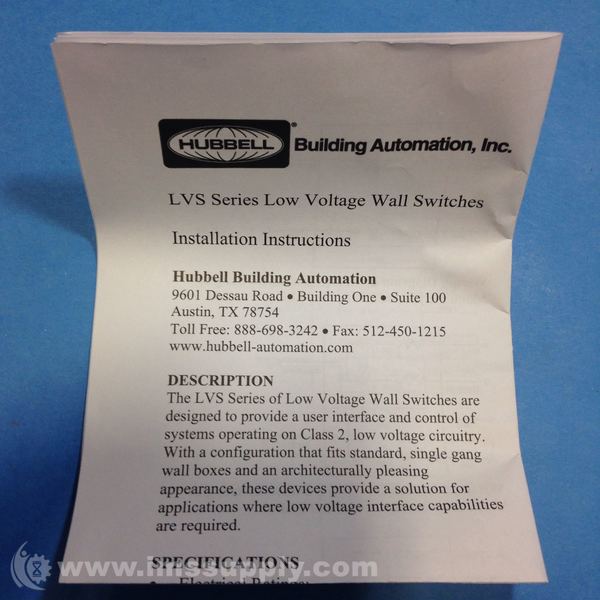 HUBBELL® Building Automation, Inc.
LVS Series Low Voltage Wall Switches
Installation Instructions
Hubbell Building Automation
9601 Dessau Road • Building One • Suite 100
Austin, TX 78754
Toll Free: 888-698-3242 • Fax: 512-450-1215
www.hubbell-automation.com
DESCRIPTION
The LVS Series of Low Voltage Wall Switches are
designed to provide a user interface and control of
systems operating on Class 2, low voltage circuitry.
With a configuration that fits standard, single gang
wall boxes and an architecturally pleasing
appearance, these devices provide a solution for
applications where low voltage interface capabilities
are required.
SPECIFICATIONS
• Electrical Ratings:
www.imssupply.com